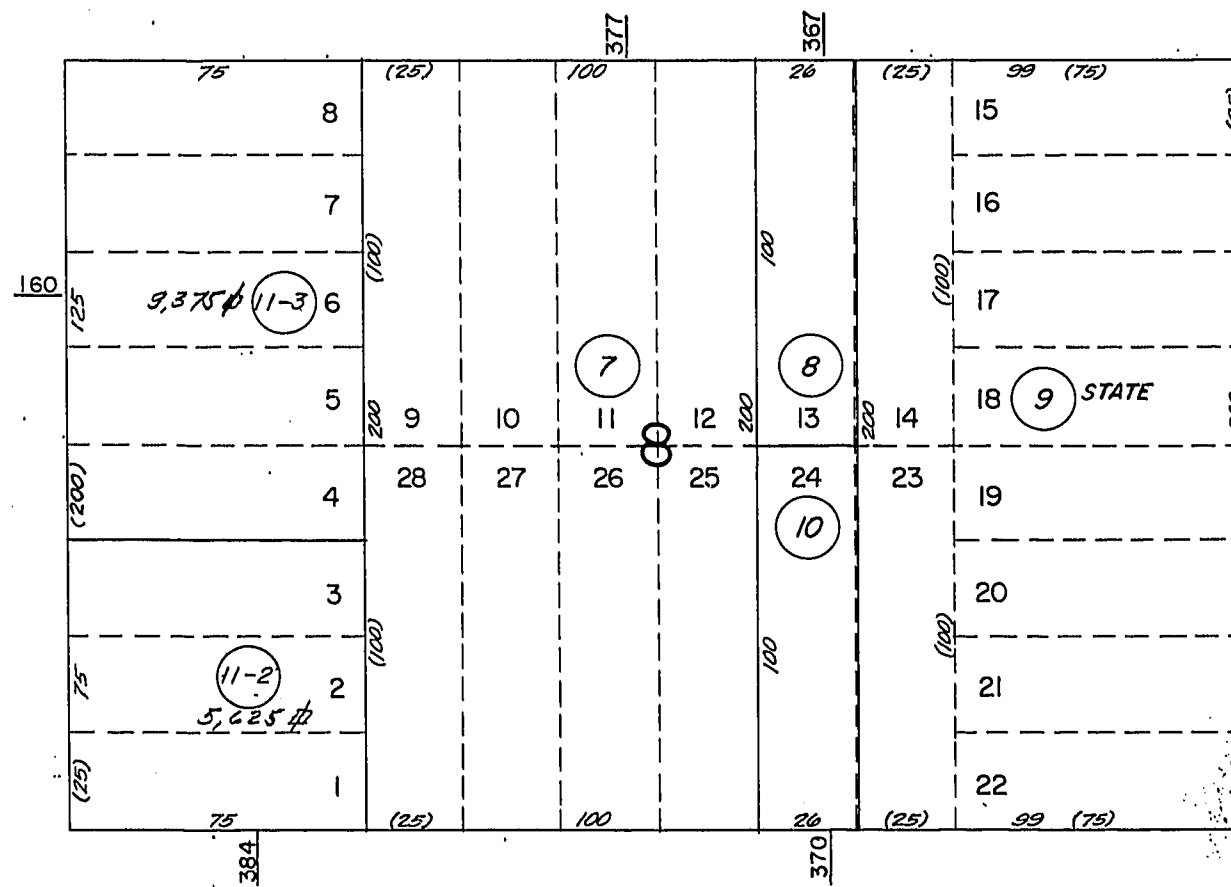 377 367
75 (25) 100 26 (25) 99 (75)
8 15
7 16
(100) 100 (100)
160 125 9,375 ⌀ 11-3 6 17
7 8
5 200 9 10 11 12 200 13 200 14 18 9 STATE
8
28 27 26 25 24 23
(200) 4 19
10
3 20
(100) 100 (100)
75 11-2 2 21
5,625 ⌀
(25) 1 22
75 (25) 100 26 (25) 99 (75)
384 370